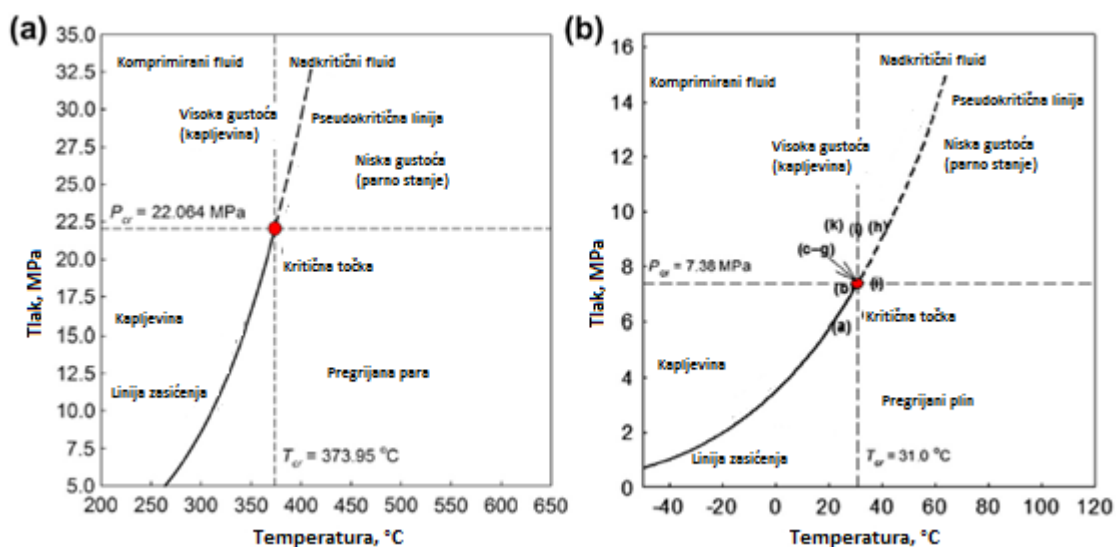 (a)
35.0
32.5
30.0
27.5
25.0
22.5
20.0
17.5
15.0
12.5
10.0
7.5
5.0
Tlak, MPa
Komprimirani fluid
Nadkritični fluid
Visoka gustoća
(kapljevina)
Pseudokritična linija
Niska gustoća
(parno stanje)
Pcr = 22.064 MPa
Kritična točka
Kapljevina
Pregrijana para
Linija zasićenja
Tcr = 373.95 °C
200 250 300 350 400 450 500 550 600 650
Temperatura, °C
(b)
16
14
12
10
8
6
4
2
0
Tlak, MPa
Komprimirani fluid
Nadkritični fluid
Pseudokritična linija
Visoka gustoća
(kapljevina)
Niska gustoća
(parno stanje)
(k) (h)
(c–g)
Pcr = 7.38 MPa
(b) (i)
(a)
Kritična točka
Kapljevina
Pregrijani plin
Linija zasićenja
Tcr = 31.0 °C
-40 -20 0 20 40 60 80 100 120
Temperatura, °C